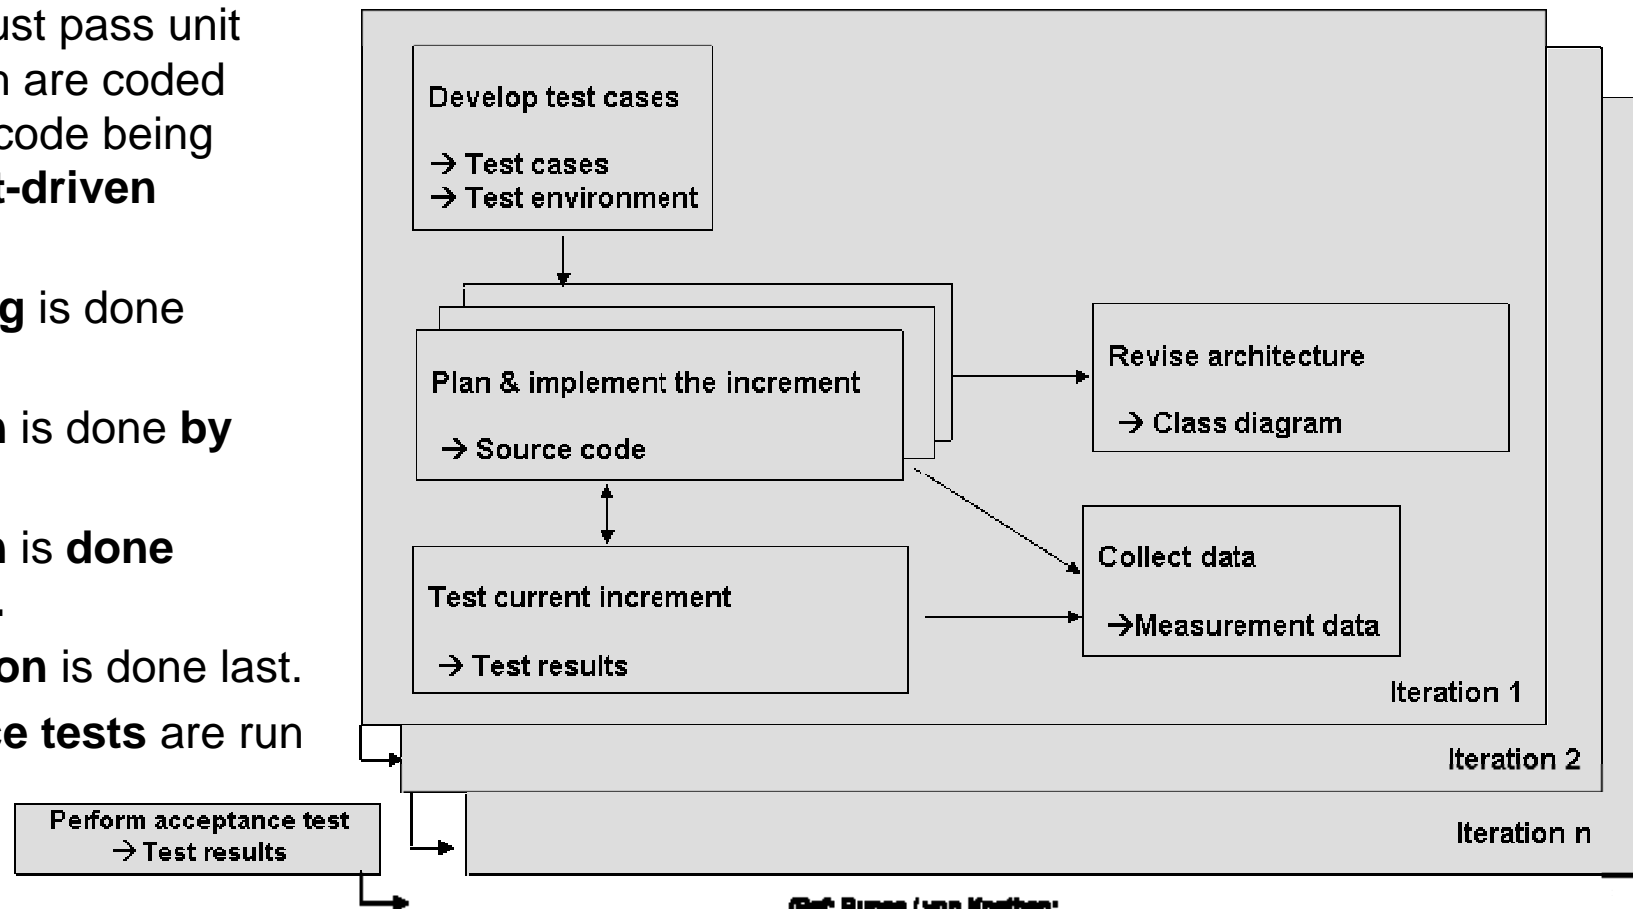 ust pass unit
are coded
code being
t-driven
g is done
is done by
is done
on is done last.
ce tests are run
Develop test cases
→ Test cases
→ Test environment
Plan & implement the increment
→ Source code
Revise architecture
→ Class diagram
Test current increment
→ Test results
Collect data
→Measurement data
Iteration 1
Iteration 2
Iteration n
Perform acceptance test
→ Test results